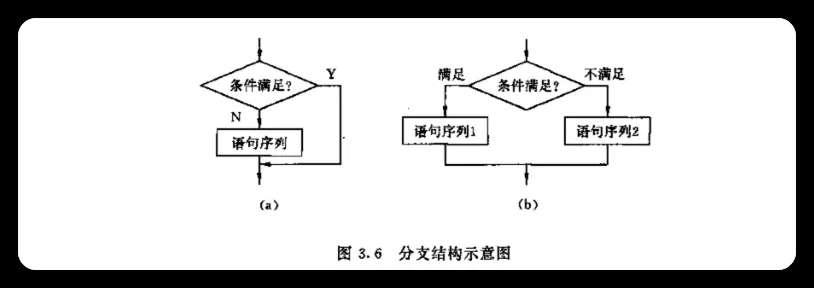 条件满足?
Y
N
语句序列
(a)
满足
条件满足?
不满足
语句序列1
语句序列2
(b)
图 3.6 分支结构示意图